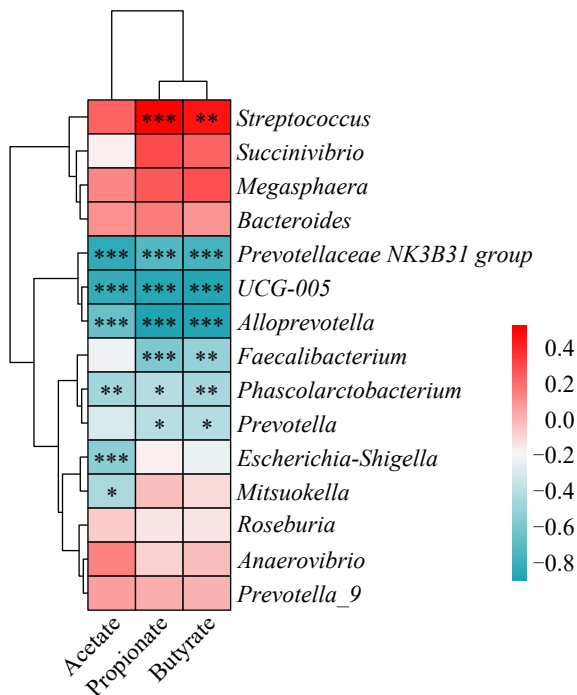 *** ** Streptococcus
Succinivibrio
Megasphaera
Bacteroides
*** *** *** Prevotellaceae NK3B31 group
*** *** *** UCG-005
*** *** *** Alloprevotella
*** ** Faecalibacterium
** * ** Phascolarctobacterium
* * Prevotella
*** Escherichia-Shigella
* Mitsuokella
Roseburia
Anaerovibrio
Prevotella_9
Acetate
Propionate
Butyrate
0.4
0.2
0.0
−0.2
−0.4
−0.6
−0.8